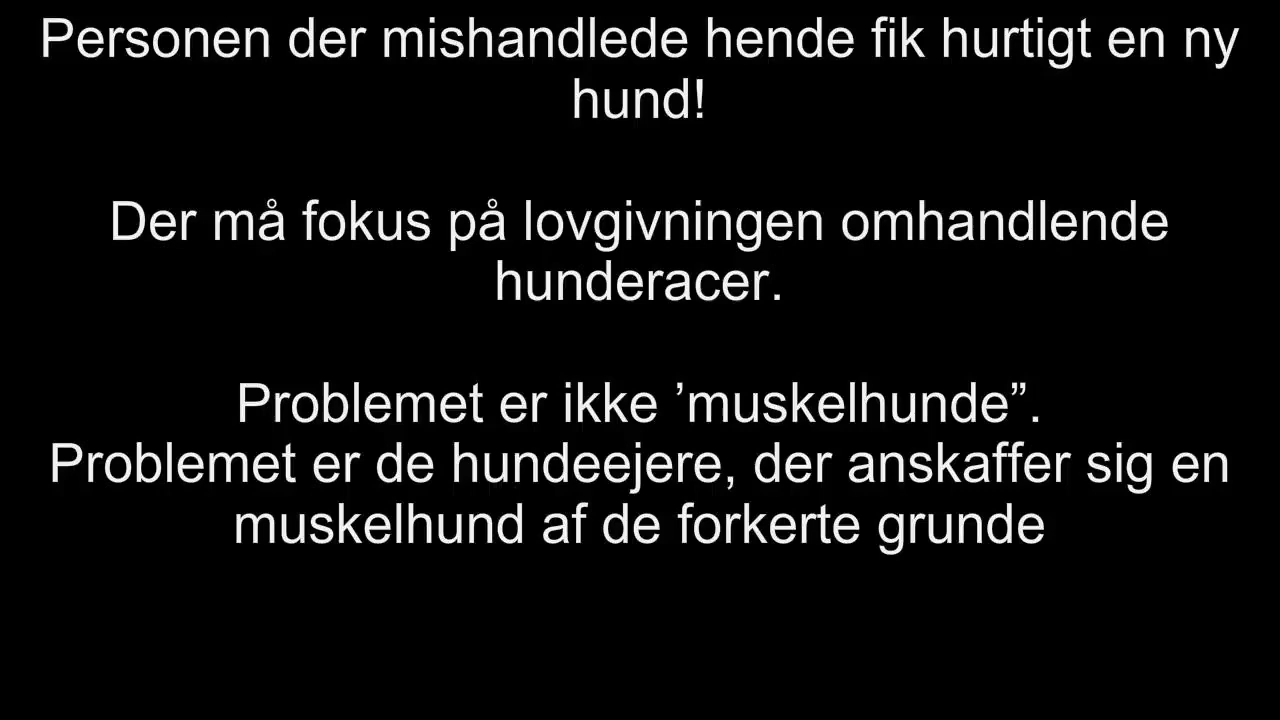 Personen der mishandlede hende fik hurtigt en ny
hund!
Der må fokus på lovgivningen omhandlende
hunderacer.
Problemet er ikke ’muskelhunde”.
Problemet er de hundeejere, der anskaffer sig en
muskelhund af de forkerte grunde